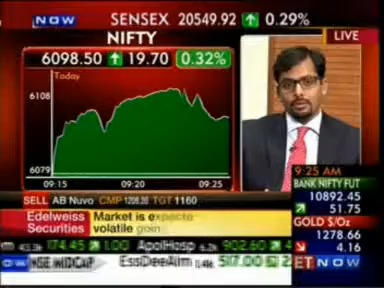 NOW SENSEX 20549.92 0.29%
NIFTY
LIVE
6098.50 19.70 0.32%
Today
6108
6079
09:15 09:20 09:25
9:25 AM
BANK NIFTY FUT
10892.45
51.75
SELL AB Nuvo CMP 1208.20 TGT 1160
Edelweiss Market is expecte
Securities volatile goin
GOLD $/Oz
1278.66
4.16
174.45 1.00 ApolHosp 902.60
NSE MIDCAP EssDeeAlm
ET NOW